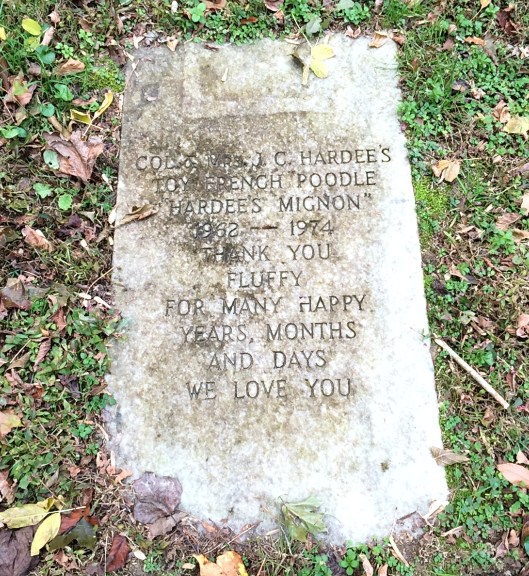 COL. & MRS. J. C. HARDEE'S
TOY FRENCH POODLE
"HARDEE'S MIGNON"
1962 — 1974
THANK YOU
FLUFFY
FOR MANY HAPPY
YEARS, MONTHS
AND DAYS
WE LOVE YOU